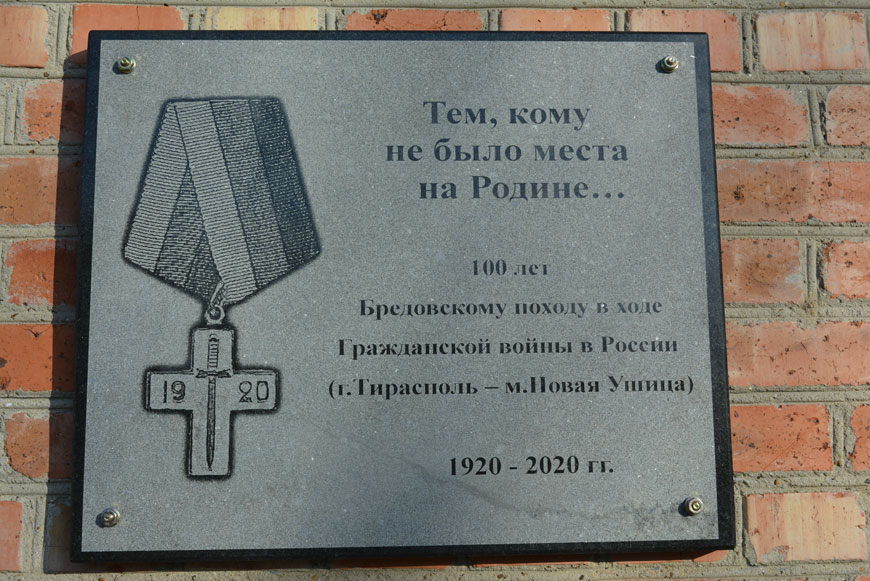 Тем, кому
не было места
на Родине...
100 лет
Бредовскому походу в ходе
Гражданской войны в России
(г.Тирасполь – м.Новая Ушица)
1920 - 2020 гг.
19 20